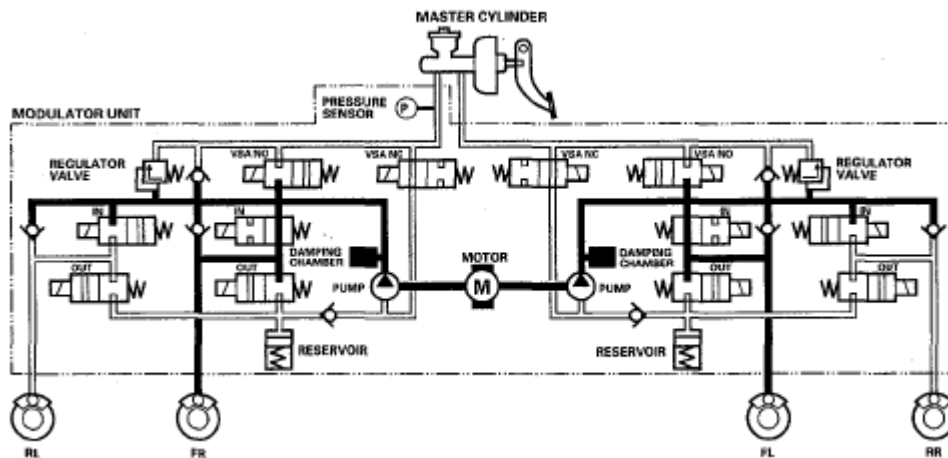 MASTER CYLINDER
PRESSURE
SENSOR
P
MODULATOR UNIT
REGULATOR
VALVE
VSA NO
VSA NC
VSA NC
VSA NO
REGULATOR
VALVE
IN
IN
IN
IN
DAMPING
CHAMBER
MOTOR
DAMPING
CHAMBER
OUT
OUT
PUMP
M
PUMP
OUT
OUT
RESERVOIR
RESERVOIR
RL
FR
FL
RR